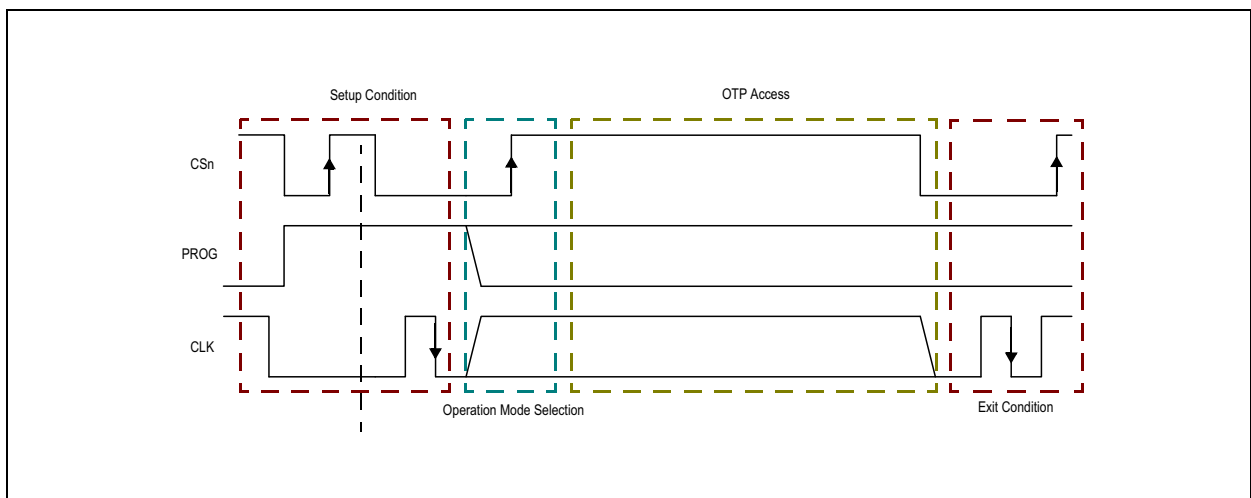 Setup Condition
OTP Access
CSn
PROG
CLK
Operation Mode Selection
Exit Condition